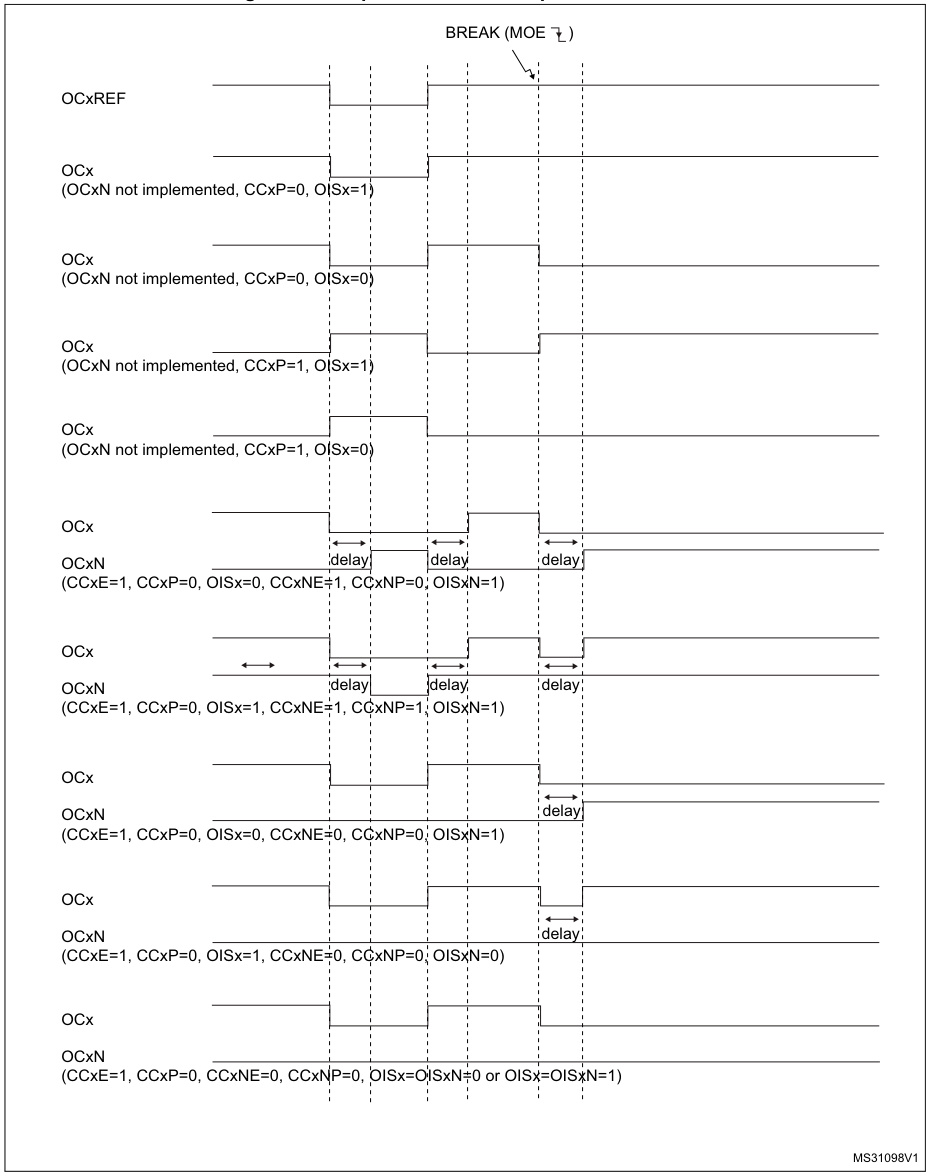 BREAK (MOE )
OCxREF
OCx
(OCxN not implemented, CCxP=0, OISx=1)
OCx
(OCxN not implemented, CCxP=0, OISx=0)
OCx
(OCxN not implemented, CCxP=1, OISx=1)
OCx
(OCxN not implemented, CCxP=1, OISx=0)
OCx
delay delay delay
OCxN
(CCxE=1, CCxP=0, OISx=0, CCxNE=1, CCxNP=0, OISxN=1)
OCx
delay delay delay
OCxN
(CCxE=1, CCxP=0, OISx=1, CCxNE=1, CCxNP=1, OISxN=1)
OCx
delay
OCxN
(CCxE=1, CCxP=0, OISx=0, CCxNE=0, CCxNP=0, OISxN=1)
OCx
delay
OCxN
(CCxE=1, CCxP=0, OISx=1, CCxNE=0, CCxNP=0, OISxN=0)
OCx
OCxN
(CCxE=1, CCxP=0, CCxNE=0, CCxNP=0, OISx=OISxN=0 or OISx=OISxN=1)
MS31098V1